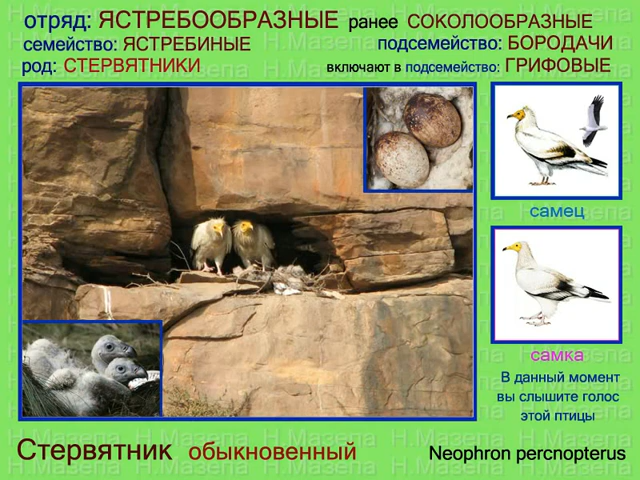 отряд: ЯСТРЕБООБРАЗНЫЕ ранее СОКОЛООБРАЗНЫЕ
семейство: ЯСТРЕБИНЫЕ подсемейство: БОРОДАЧИ
род: СТЕРВЯТНИКИ включают в подсемейство: ГРИФОВЫЕ
самец
самка
В данный момент
вы слышите голос
этой птицы
Стервятник обыкновенный Neophron percnopterus
Н.Мазепа